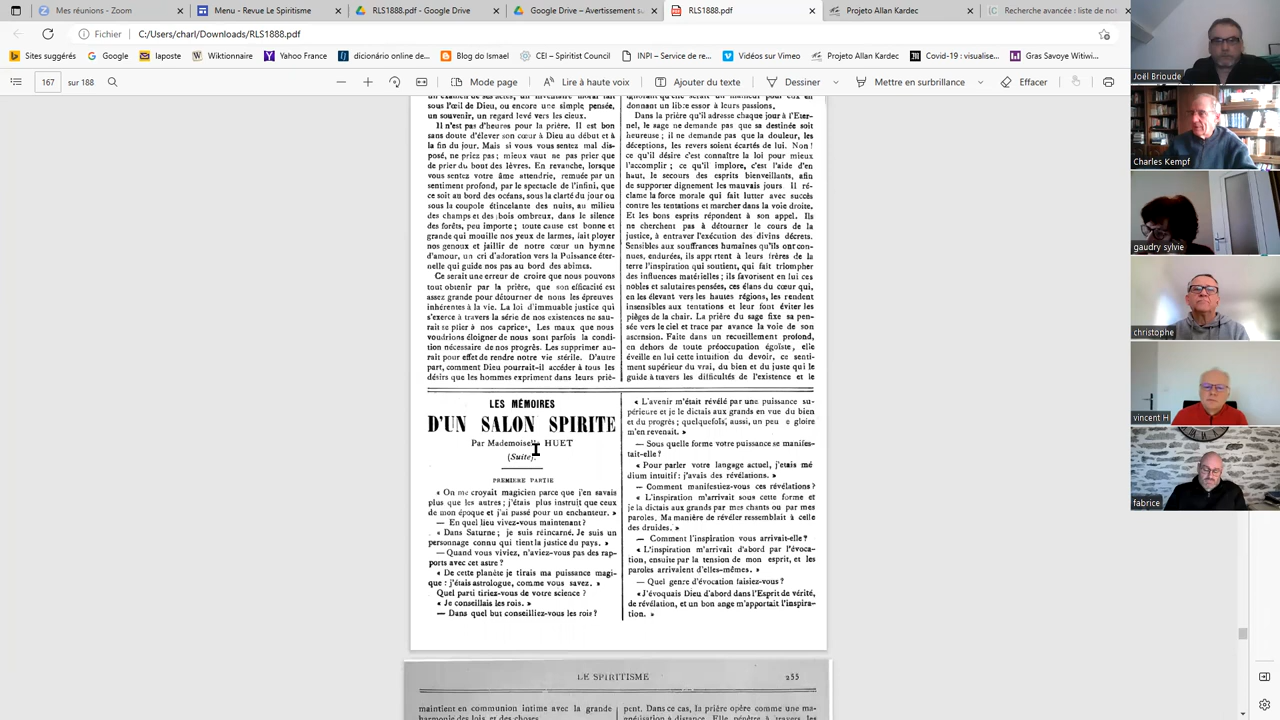 Mes réunions - Zoom
Menu - Revue Le Spiritisme
RLS1888.pdf - Google Drive
Google Drive – Avertissement su
RLS1888.pdf
Projeto Allan Kardec
Recherche avancée : liste de no
Fichier
C:/Users/charl/Downloads/RLS1888.pdf
Sites suggérés
Google
laposte
Wiktionnaire
Yahoo France
dicionário online de...
Blog do Ismael
CEI – Spiritist Council
INPI – Service de re...
Vidéos sur Vimeo
Projeto Allan Kardec
Covid-19 : visualise...
Gras Savoye Witiwi...
167
sur 188
Mode page
Lire à haute voix
Ajouter du texte
Dessiner
Mettre en surbrillance
Effacer
sous l'œil de Dieu, ou encore une simple pensée,
un souvenir, un regard levé vers les cieux.
Il n'est pas d'heures pour la prière. Il est bon
sans doute d'élever son cœur à Dieu au début et à
la fin du jour. Mais si vous vous sentez mal dis-
posé, ne priez pas ; mieux vaut ne pas prier que
de prier du bout des lèvres. En revanche, lorsque
vous sentez votre âme attendrie, remuée par un
sentiment profond, par le spectacle de l'infini, que
ce soit au bord des océans, sous la clarté du jour ou
sous la coupole étincelante des nuits, au milieu
des champs et des bois ombreux, dans le silence
des forêts, peu importe ; toute cause est bonne et
grande qui mouille nos yeux de larmes, fait ployer
nos genoux et jaillir de notre cœur un hymne
d'amour, un cri d'adoration vers la Puissance éter-
nelle qui guide nos pas au bord des abîmes.
Ce serait une erreur de croire que nous pouvons
tout obtenir par la prière, que son efficacité est
assez grande pour détourner de nous les épreuves
inhérentes à la vie. La loi d'immuable justice qui
s'exerce à travers la série de nos existences ne sau-
rait se plier à nos caprices. Les maux que nous
voudrions éloigner de nous sont parfois la condi-
tion nécessaire de nos progrès. Les supprimer au-
rait pour effet de rendre notre vie stérile. D'autre
part, comment Dieu pourrait-il accéder à tous les
désirs que les hommes expriment dans leurs priè-
donnant un libre essor à leurs passions.
Dans la prière qu'il adresse chaque jour à l'Eter-
nel, le sage ne demande pas que sa destinée soit
heureuse ; il ne demande pas que la douleur, les
déceptions, les revers soient écartés de lui. Non !
ce qu'il désire c'est connaître la loi pour mieux
l'accomplir ; ce qu'il implore, c'est l'aide d'en
haut, le secours des esprits bienveillants, afin
de supporter dignement les mauvais jours Il ré-
clame la force morale qui fait lutter avec succès
contre les tentations et marcher dans la voie droite.
Et les bons esprits répondent à son appel. Ils
ne cherchent pas à détourner le cours de la
justice, à entraver l'exécution des divins décrets.
Sensibles aux souffrances humaines qu'ils ont con-
nues, endurées, ils apportent à leurs frères de la
terre l'inspiration qui soutient, qui fait triompher
des influences matérielles ; ils favorisent en lui ces
nobles et salutaires pensées, ces élans du cœur qui,
en les élevant vers les hautes régions, les rendent
insensibles aux tentations et leur font éviter les
pièges de la chair. La prière du sage fixe sa pen-
sée vers le ciel et trace par avance la voie de son
ascension. Faite dans un recueillement profond,
en dehors de toute préoccupation égoïste, elle
éveille en lui cette intuition du devoir, ce senti-
ment supérieur du vrai, du bien et du juste qui le
guide à travers les difficultés de l'existence et le
LES MÉMOIRES
D'UN SALON SPIRITE
Par Mademoiselle HUET
(Suite).
PREMIÈRE PARTIE
« On me croyait magicien parce que j'en savais
plus que les autres ; j'étais plus instruit que ceux
de mon époque et j'ai passé pour un enchanteur. »
— En quel lieu vivez-vous maintenant ?
« Dans Saturne ; je suis réincarné. Je suis un
personnage connu qui tient la justice du pays. »
— Quand vous viviez, n'aviez-vous pas des rap-
ports avec cet astre ?
« De cette planète je tirais ma puissance magi-
que : j'étais astrologue, comme vous savez. »
Quel parti tiriez-vous de votre science ?
« Je conseillais les rois. »
— Dans quel but conseilliez-vous les rois ?
« L'avenir m'était révélé par une puissance su-
périeure et je le dictais aux grands en vue du bien
et du progrès ; quelquefois, aussi, un peu e gloire
m'en revenait. »
— Sous quelle forme votre puissance se manifes-
tait-elle ?
« Pour parler votre langage actuel, j'étais mé
dium intuitif : j'avais des révélations. »
— Comment manifestiez-vous ces révélations ?
« L'inspiration m'arrivait sous cette forme et
je la dictais aux grands par mes chants ou par mes
paroles. Ma manière de révéler ressemblait à celle
des druides. »
— Comment l'inspiration vous arrivait-elle ?
« L'inspiration m'arrivait d'abord par l'évoca-
tion, ensuite par la tension de mon esprit, et les
paroles arrivaient d'elles-mêmes. »
— Quel genre d'évocation faisiez-vous ?
« J'évoquais Dieu d'abord dans l'Esprit de vérité,
de révélation, et un bon ange m'apportait l'inspira-
tion. »
LE SPIRITISME 255
maintient en communion intime avec la grande
harmonie des lois et des choses.
pent. Dans ce cas, la prière opère comme une ma-
gnétisation à distance. Elle pénètre à travers les
Joël Brioude
Charles Kempf
gaudry sylvie
christophe
vincent H
fabrice